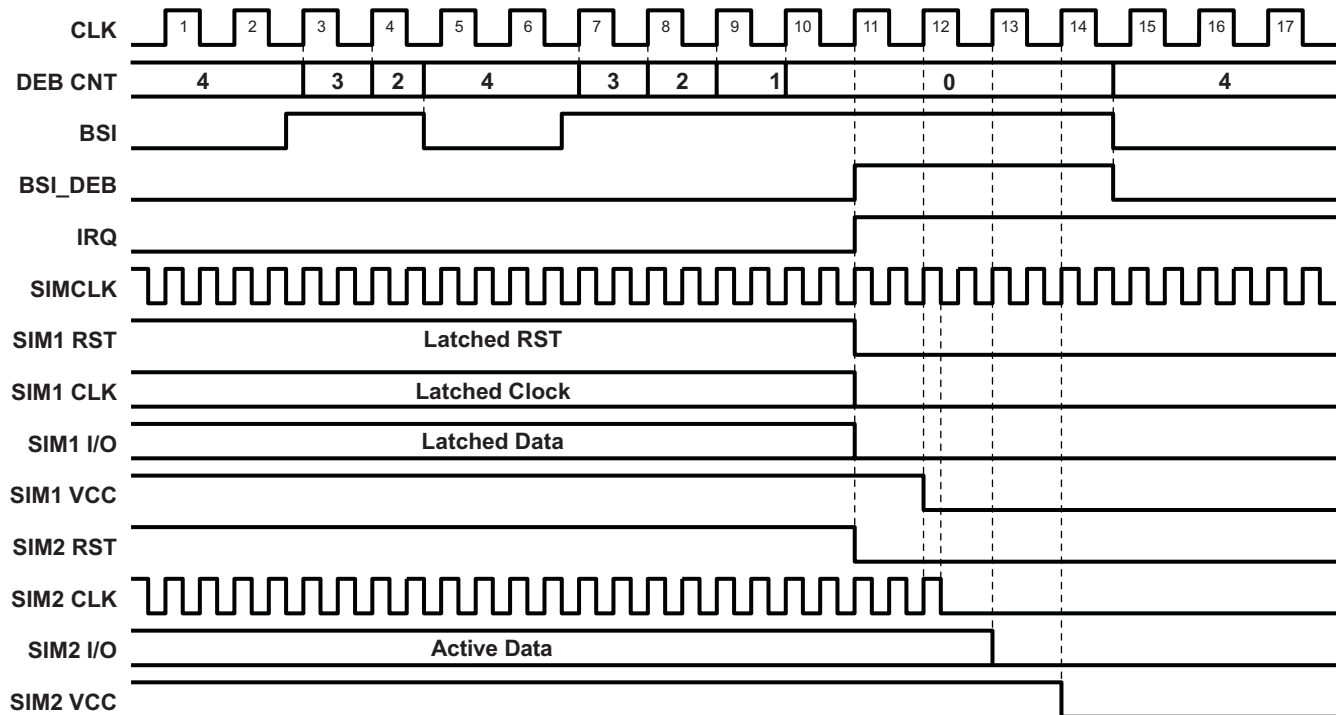 CLK 1 2 3 4 5 6 7 8 9 10 11 12 13 14 15 16 17
DEB CNT 4 3 2 4 3 2 1 0 4
BSI
BSI_DEB
IRQ
SIMCLK
SIM1 RST Latched RST
SIM1 CLK Latched Clock
SIM1 I/O Latched Data
SIM1 VCC
SIM2 RST
SIM2 CLK
SIM2 I/O Active Data
SIM2 VCC